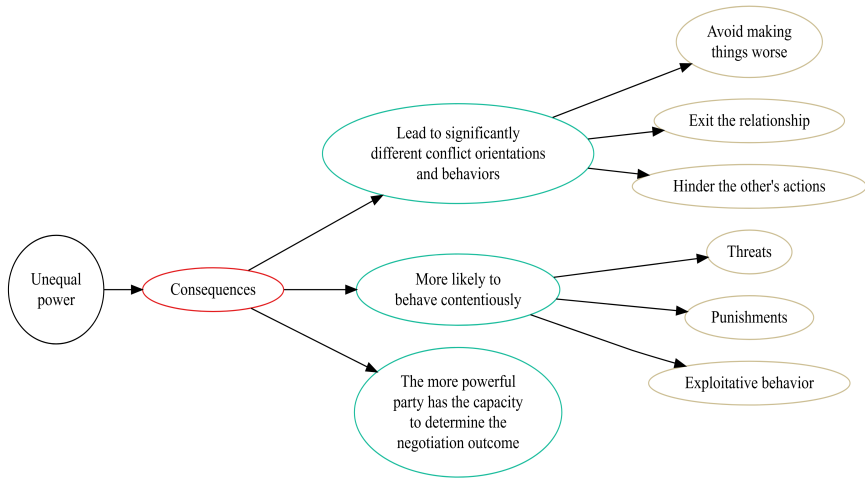 Unequal
power
Consequences
Lead to significantly
different conflict orientations
and behaviors
More likely to
behave contentiously
The more powerful
party has the capacity
to determine the
negotiation outcome
Avoid making
things worse
Exit the relationship
Hinder the other's actions
Threats
Punishments
Exploitative behavior